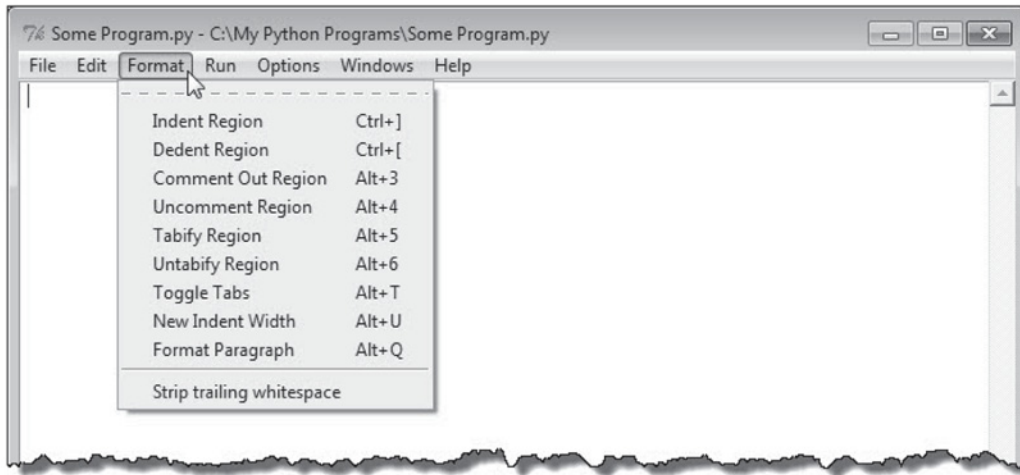 Some Program.py - C:\My Python Programs\Some Program.py
File Edit Format Run Options Windows Help
Indent Region Ctrl+]
Dedent Region Ctrl+[
Comment Out Region Alt+3
Uncomment Region Alt+4
Tabify Region Alt+5
Untabify Region Alt+6
Toggle Tabs Alt+T
New Indent Width Alt+U
Format Paragraph Alt+Q
Strip trailing whitespace